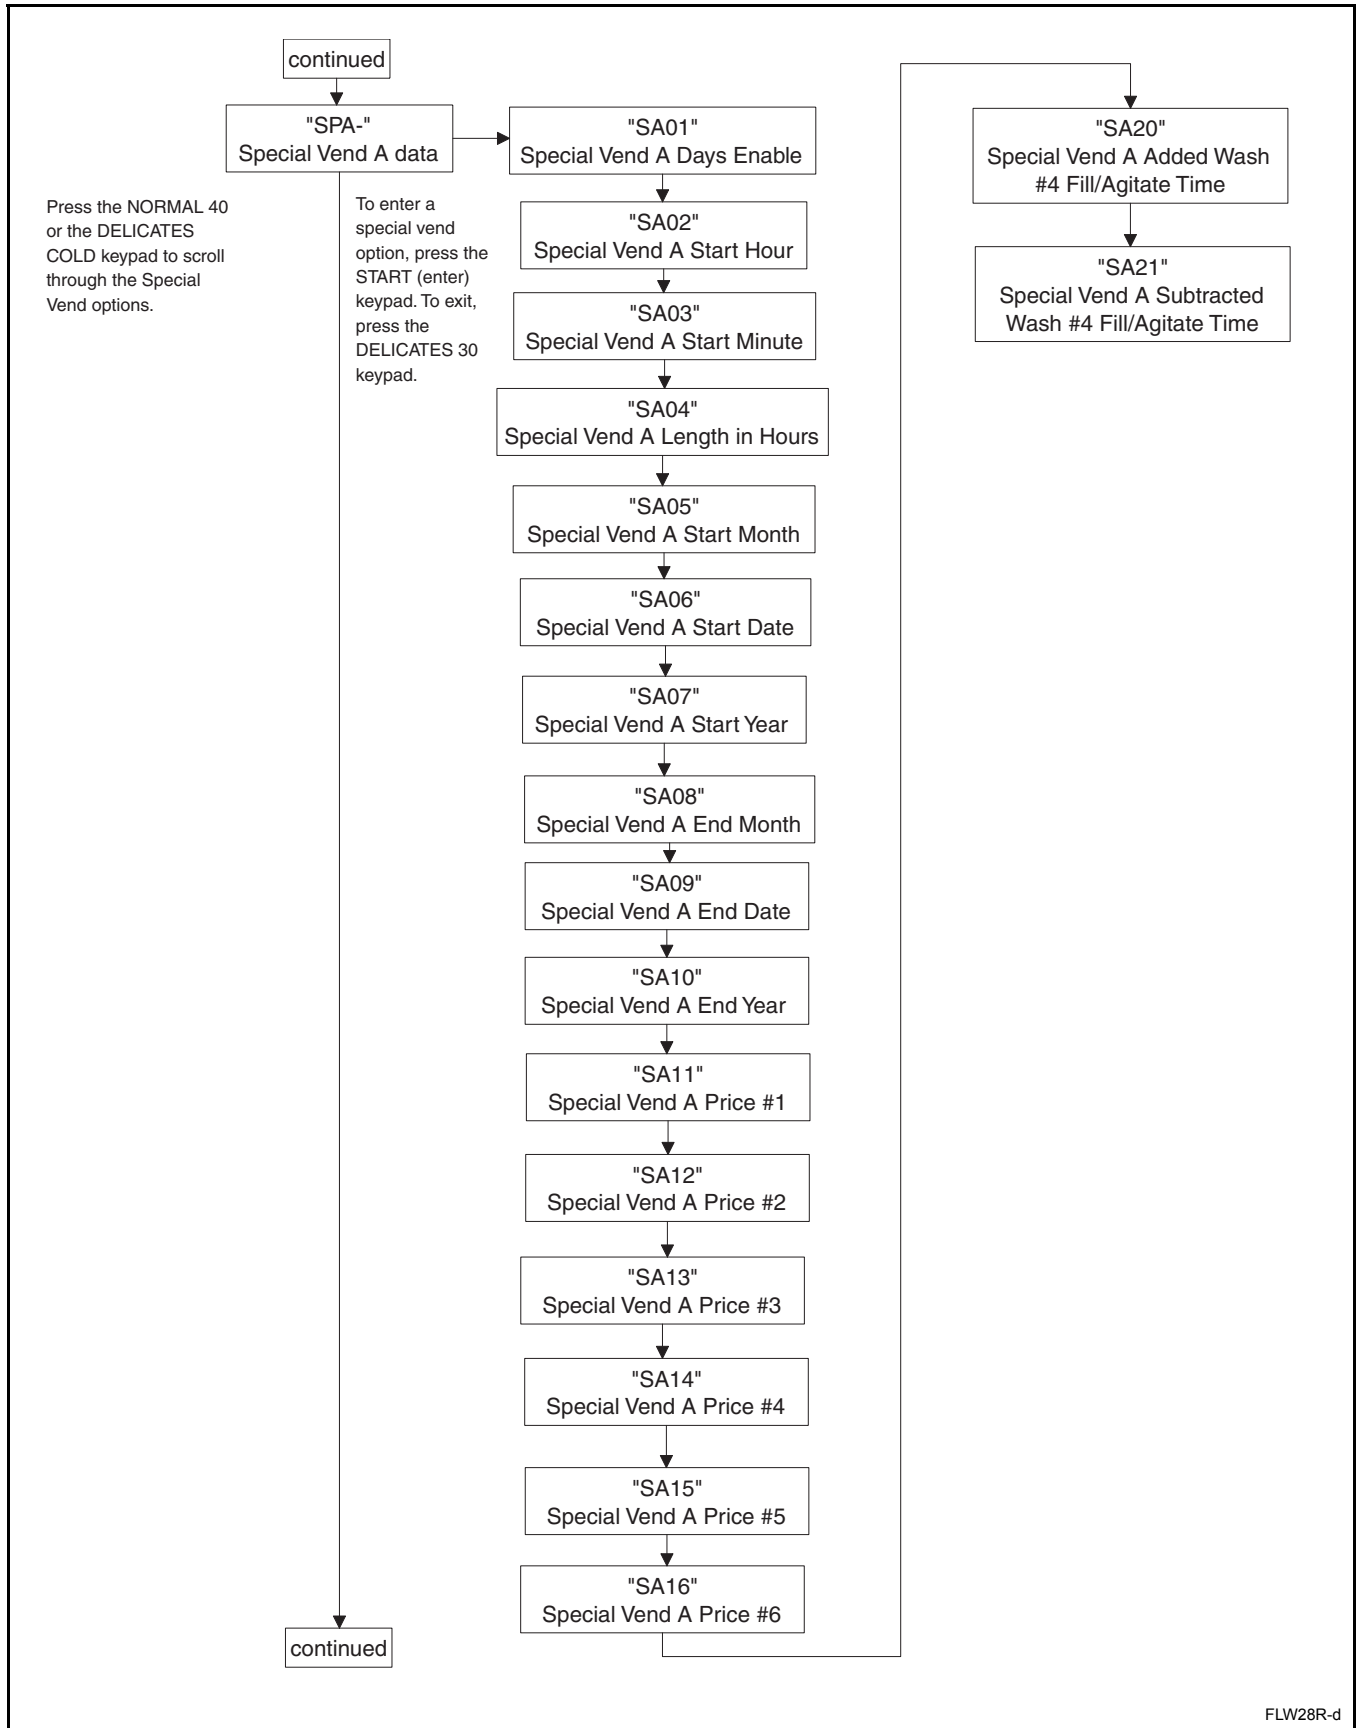 continued
"SPA-"
Special Vend A data
Press the NORMAL 40
or the DELICATES
COLD keypad to scroll
through the Special
Vend options.
To enter a
special vend
option, press the
START (enter)
keypad. To exit,
press the
DELICATES 30
keypad.
continued
"SA01"
Special Vend A Days Enable
"SA02"
Special Vend A Start Hour
"SA03"
Special Vend A Start Minute
"SA04"
Special Vend A Length in Hours
"SA05"
Special Vend A Start Month
"SA06"
Special Vend A Start Date
"SA07"
Special Vend A Start Year
"SA08"
Special Vend A End Month
"SA09"
Special Vend A End Date
"SA10"
Special Vend A End Year
"SA11"
Special Vend A Price #1
"SA12"
Special Vend A Price #2
"SA13"
Special Vend A Price #3
"SA14"
Special Vend A Price #4
"SA15"
Special Vend A Price #5
"SA16"
Special Vend A Price #6
"SA20"
Special Vend A Added Wash
#4 Fill/Agitate Time
"SA21"
Special Vend A Subtracted
Wash #4 Fill/Agitate Time
FLW28R-d